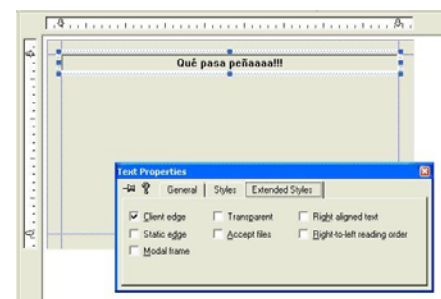 Qué pasa peñaaaa!!!
Text Properties
General Styles Extended Styles
Client edge Transparent Right aligned text
Static edge Accept files Right-to-left reading order
Modal frame